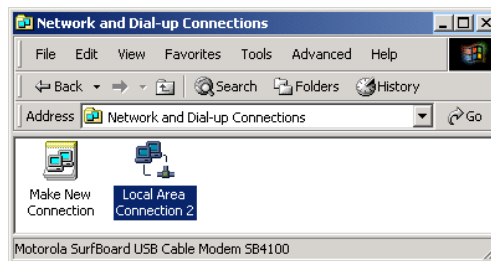 Network and Dial-up Connections
File Edit View Favorites Tools Advanced Help
Back Search Folders History
Address Network and Dial-up Connections Go
Make New Connection
Local Area Connection 2
Motorola SurfBoard USB Cable Modem SB4100